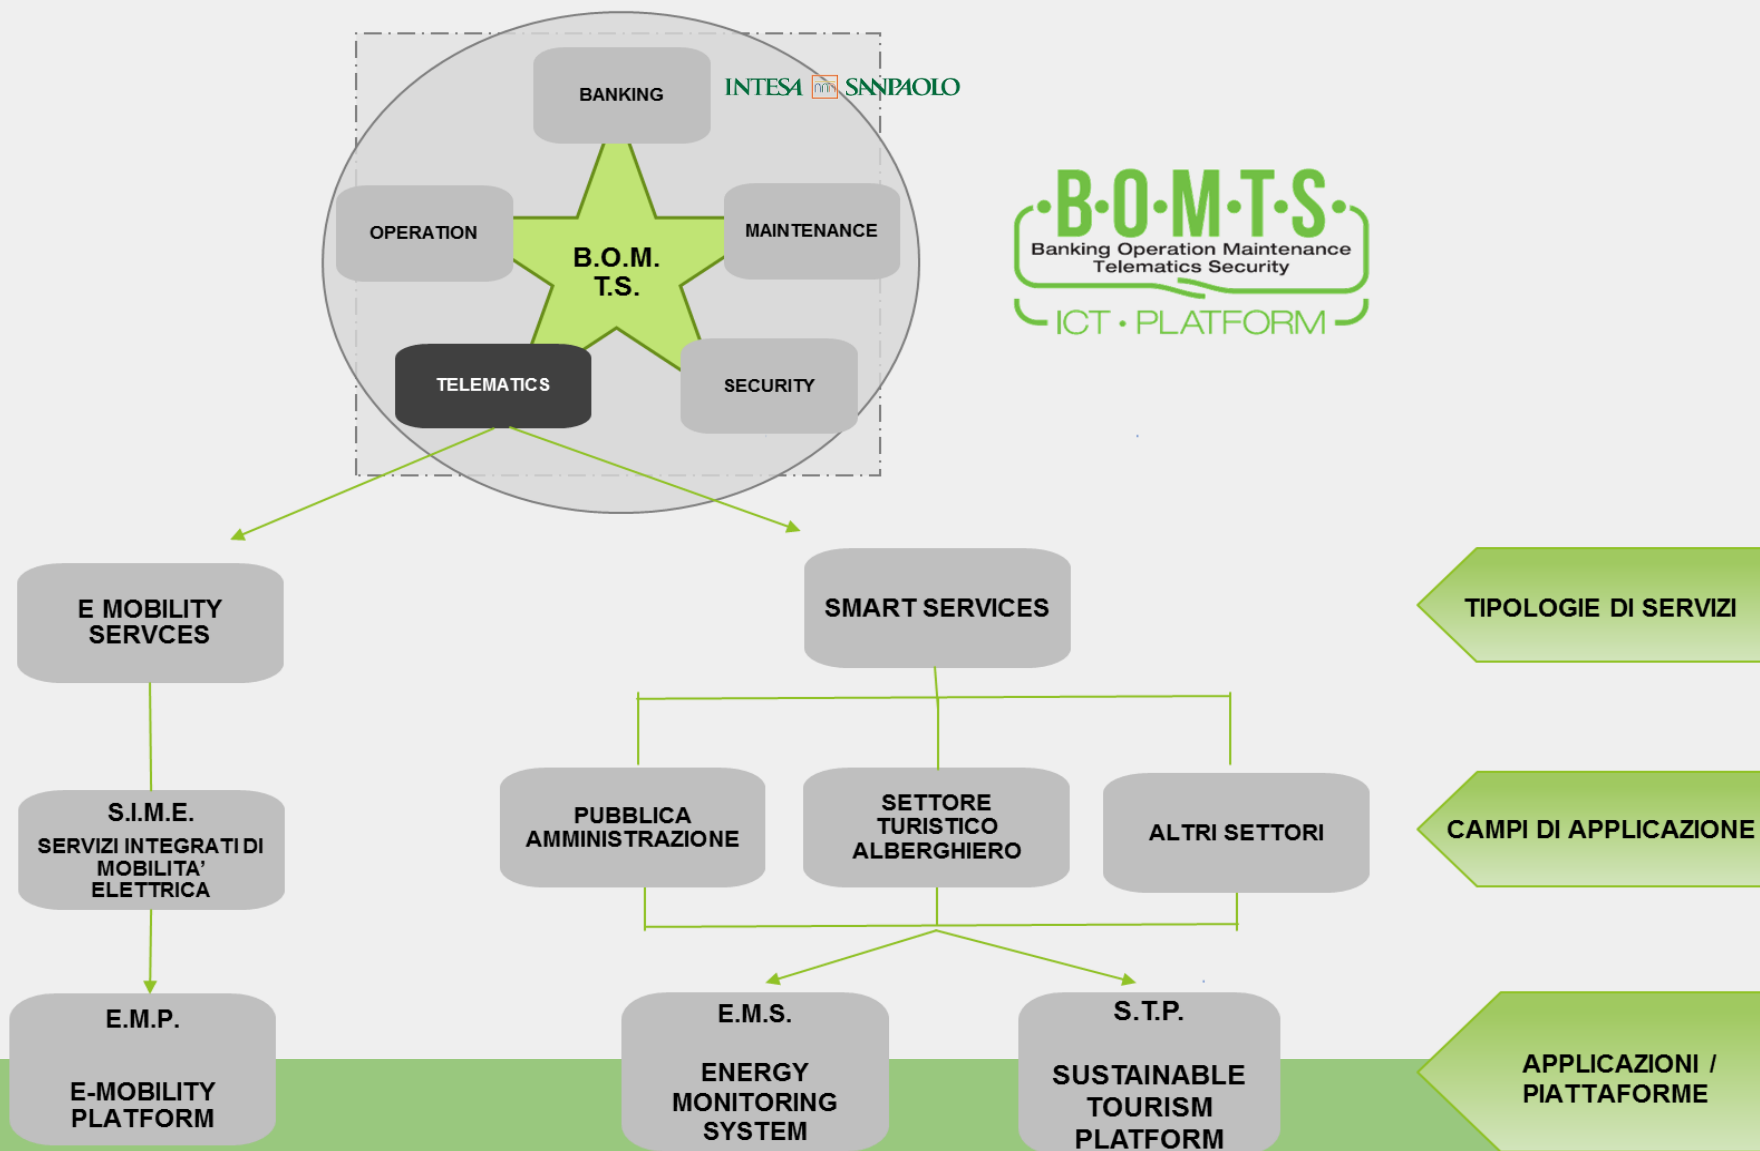 BANKING
INTESA SANPAOLO
OPERATION
MAINTENANCE
B.O.M.
T.S.
TELEMATICS
SECURITY
•B•O•M•T•S•
Banking Operation Maintenance
Telematics Security
ICT • PLATFORM
E MOBILITY
SERVCES
SMART SERVICES
TIPOLOGIE DI SERVIZI
S.I.M.E.
SERVIZI INTEGRATI DI
MOBILITA’
ELETTRICA
PUBBLICA
AMMINISTRAZIONE
SETTORE
TURISTICO
ALBERGHIERO
ALTRI SETTORI
CAMPI DI APPLICAZIONE
E.M.P.
E-MOBILITY
PLATFORM
E.M.S.
ENERGY
MONITORING
SYSTEM
S.T.P.
SUSTAINABLE
TOURISM
PLATFORM
APPLICAZIONI /
PIATTAFORME